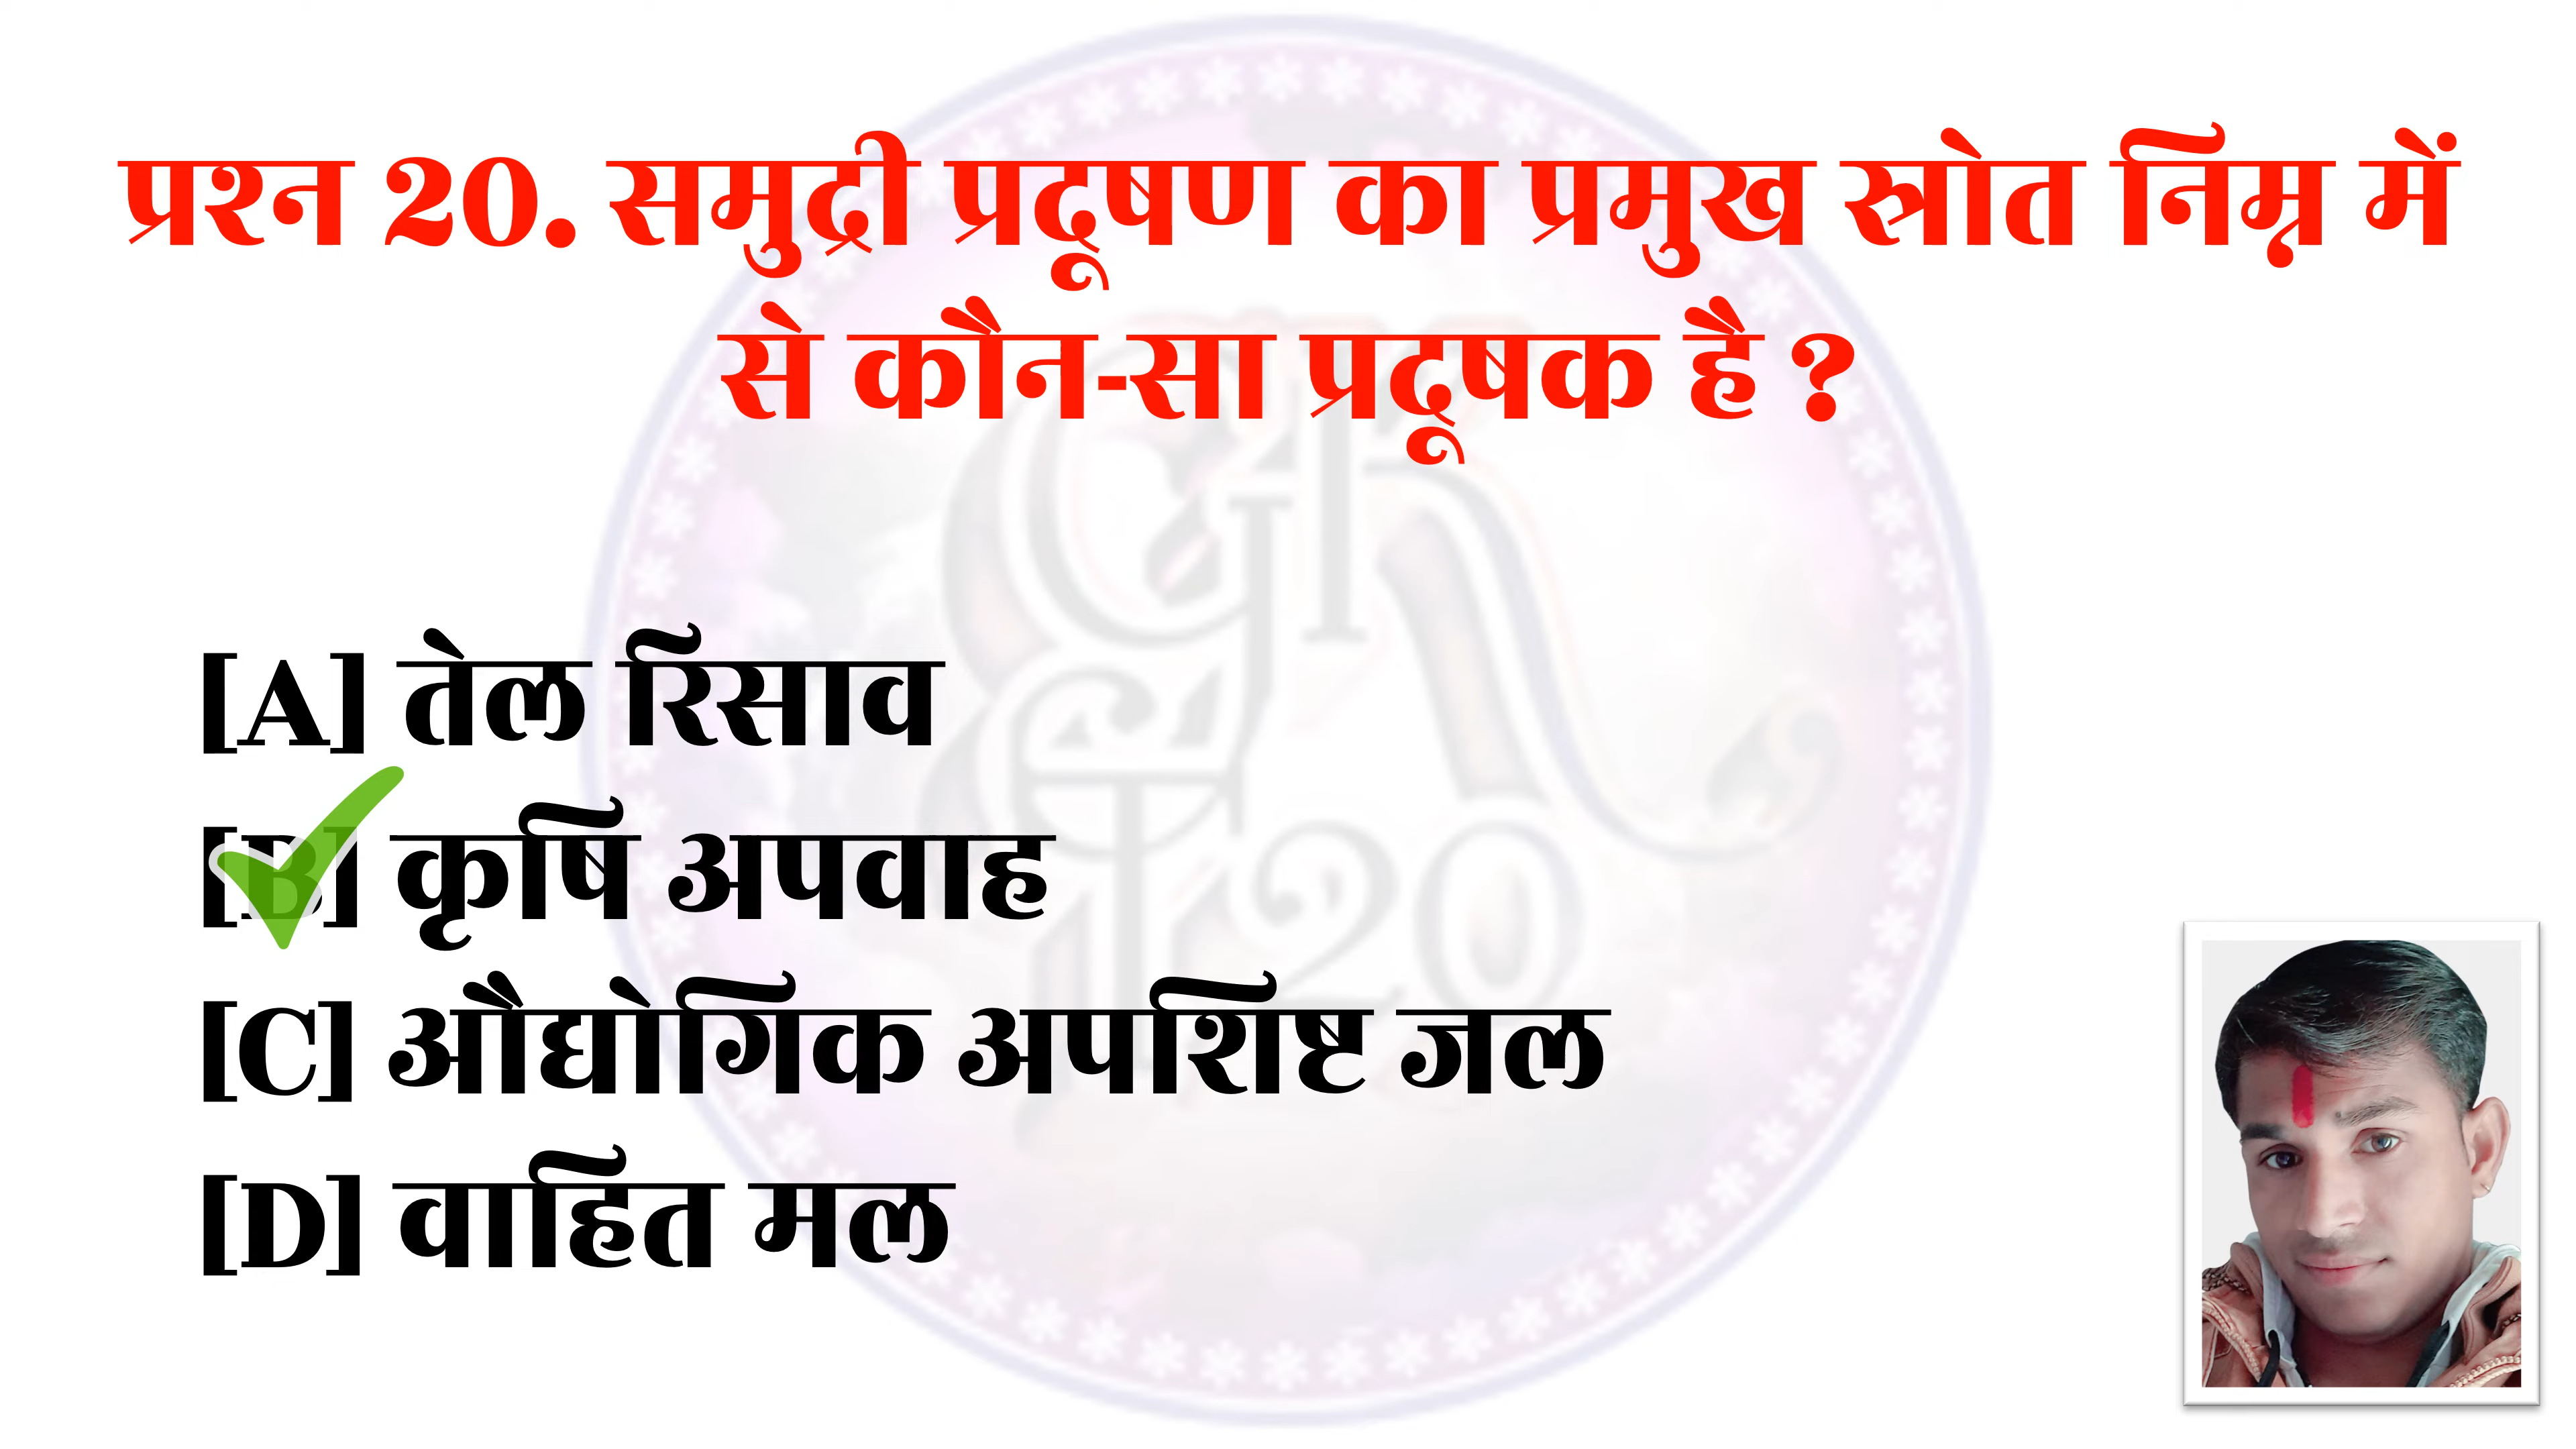 प्रश्न 20. समुद्री प्रदूषण का प्रमुख स्रोत निम्न में
से कौन-सा प्रदूषक है ?
[A] तेल रिसाव
[B] कृषि अपवाह
[C] औद्योगिक अपशिष्ट जल
[D] वाहित मल